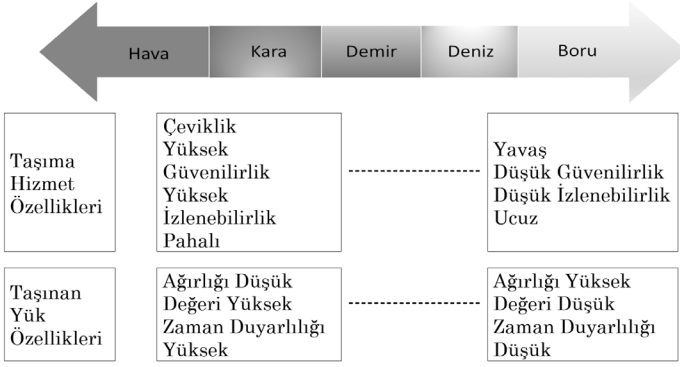 Hava
Kara
Demir
Deniz
Boru
Taşıma
Hizmet
Özellikleri
Çeviklik
Yüksek
Güvenilirlik
Yüksek
İzlenebilirlik
Pahalı
Yavaş
Düşük Güvenilirlik
Düşük İzlenebilirlik
Ucuz
Taşınan
Yük
Özellikleri
Ağırlığı Düşük
Değeri Yüksek
Zaman Duyarlılığı
Yüksek
Ağırlığı Yüksek
Değeri Düşük
Zaman Duyarlılığı
Düşük